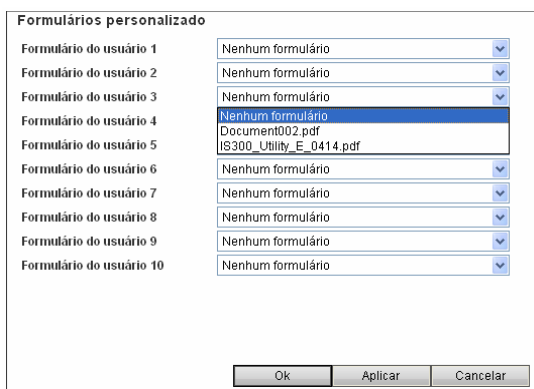 Formulários personalizado
Formulário do usuário 1 Nenhum formulário
Formulário do usuário 2 Nenhum formulário
Formulário do usuário 3 Nenhum formulário
Formulário do usuário 4 Nenhum formulário
Document002.pdf
Formulário do usuário 5 IS300_Utility_E_0414.pdf
Formulário do usuário 6 Nenhum formulário
Formulário do usuário 7 Nenhum formulário
Formulário do usuário 8 Nenhum formulário
Formulário do usuário 9 Nenhum formulário
Formulário do usuário 10 Nenhum formulário
Ok Aplicar Cancelar